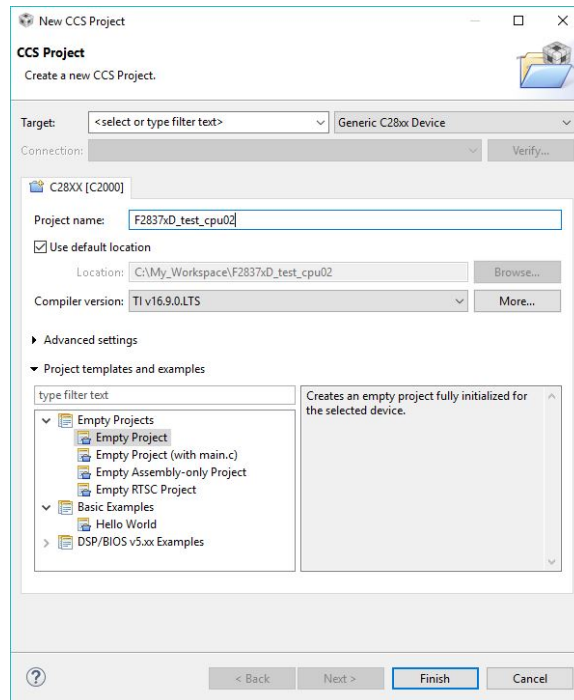 New CCS Project
CCS Project
Create a new CCS Project.
Target: <select or type filter text> Generic C28xx Device
Connection: Verify...
C28XX [C2000]
Project name: F2837xD_test_cpu02
Use default location
Location: C:\My_Workspace\F2837xD_test_cpu02 Browse...
Compiler version: TI v16.9.0.LTS More...
Advanced settings
Project templates and examples
type filter text
Empty Projects
Empty Project
Empty Project (with main.c)
Empty Assembly-only Project
Empty RTSC Project
Basic Examples
Hello World
DSP/BIOS v5.xx Examples
Creates an empty project fully initialized for
the selected device.
? < Back Next > Finish Cancel